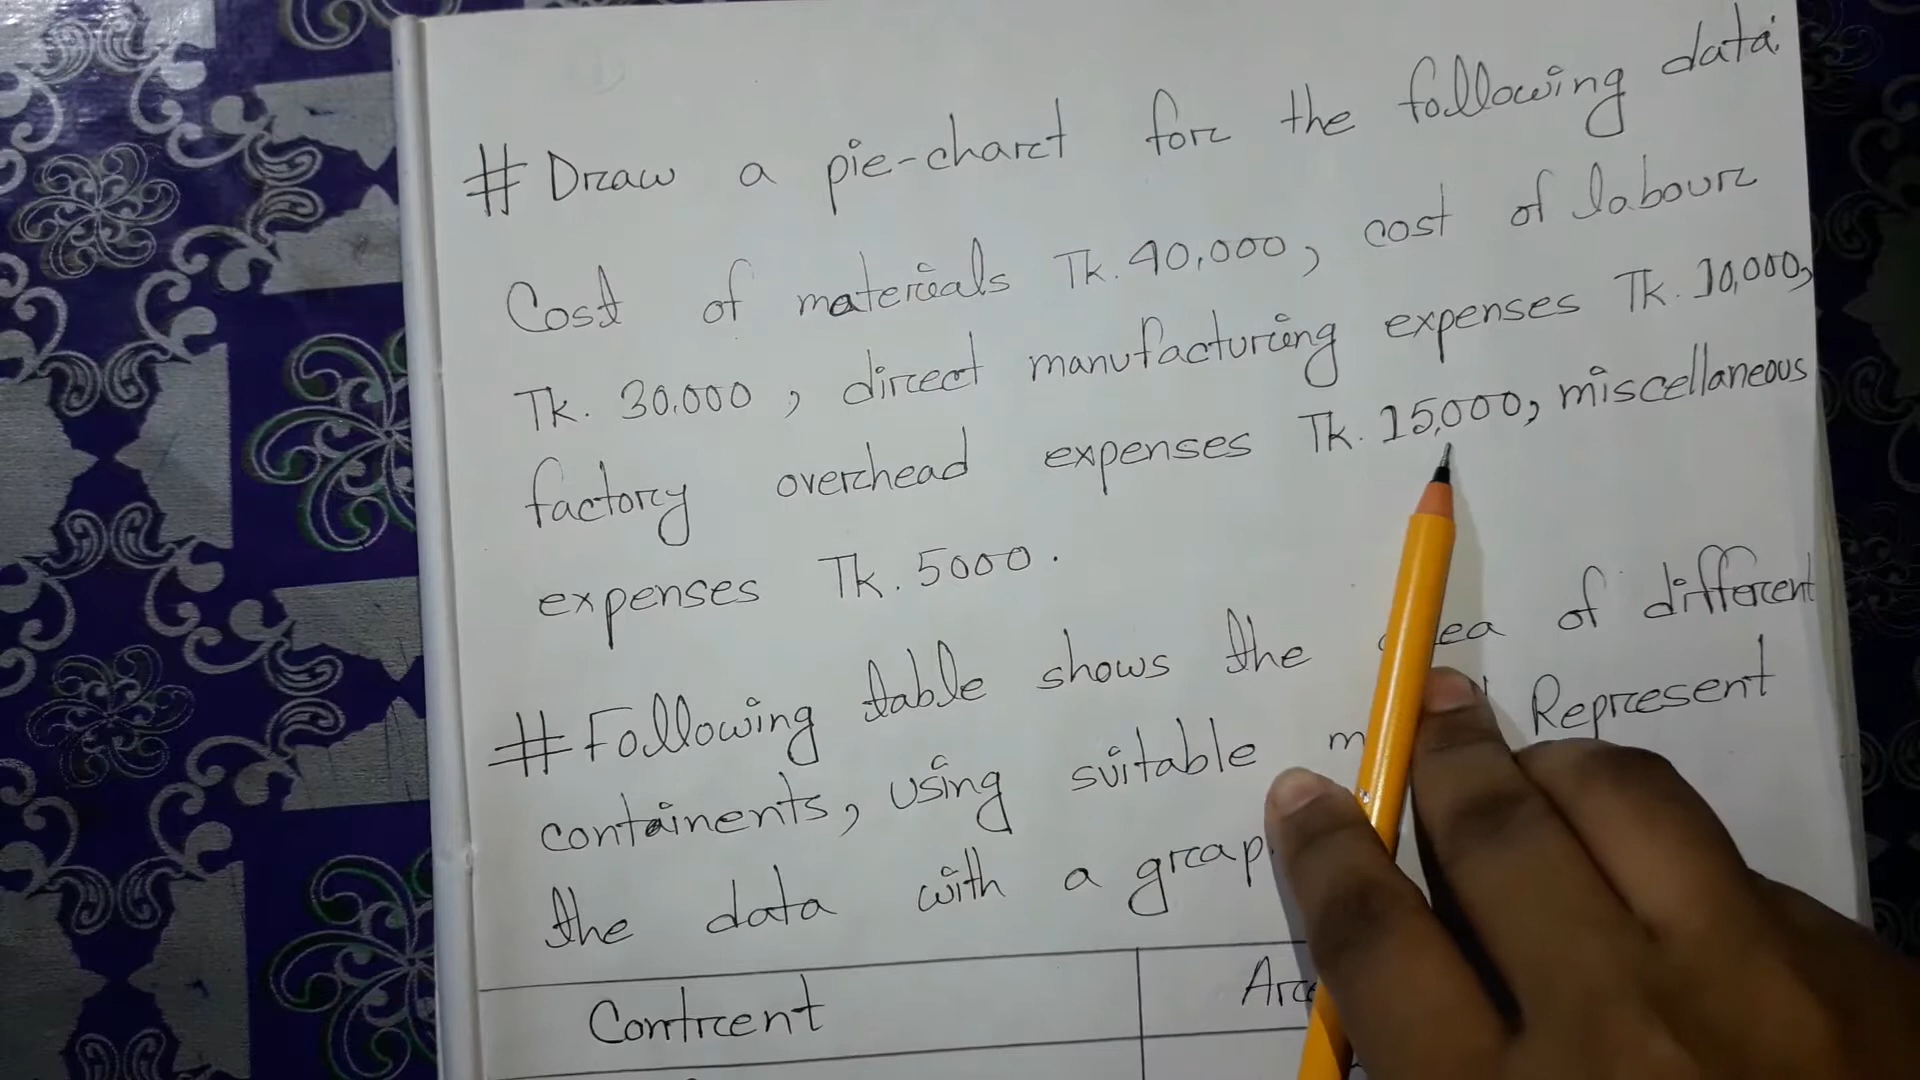 # Draw a pie-chart for the following data.
Cost of materials Tk. 40,000, cost of labour
Tk. 30,000, direct manufacturing expenses Tk. 10,000,
factory overhead expenses Tk. 15,000, miscellaneous
expenses Tk. 5000.
# Following table shows the of different
containents, using suitable Represent
the data with a
Contrent